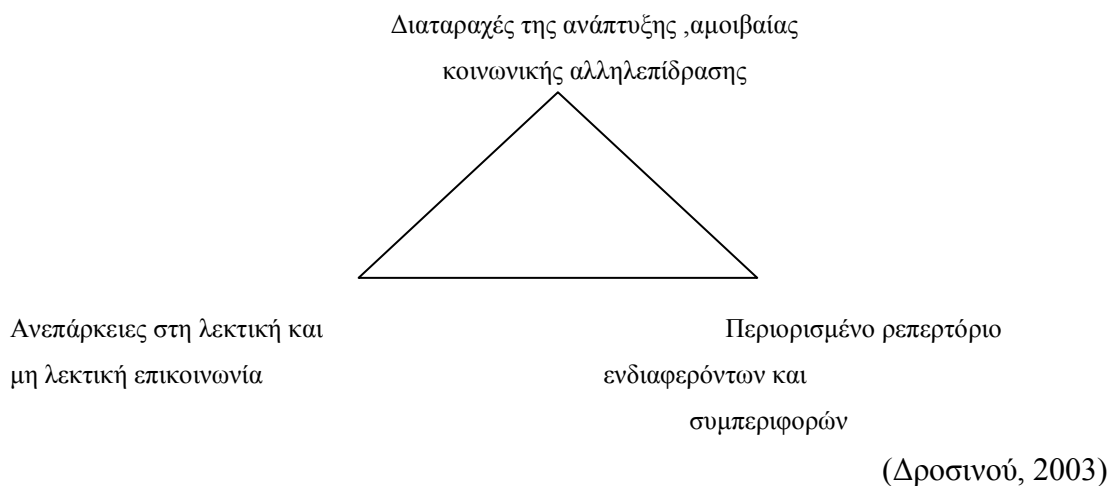 Διαταραχές της ανάπτυξης ,αμοιβαίας
κοινωνικής αλληλεπίδρασης
Ανεπάρκειες στη λεκτική και
μη λεκτική επικοινωνία
Περιορισμένο ρεπερτόριο
ενδιαφερόντων και
συμπεριφορών
(Δροσινού, 2003)